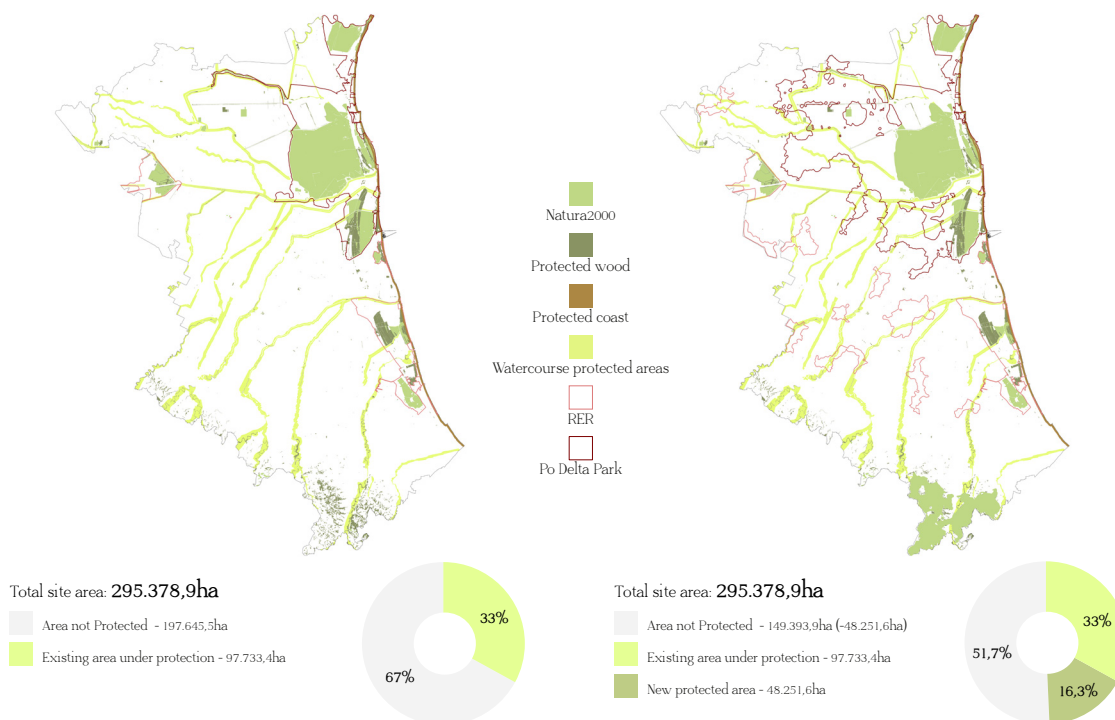 Natura2000
Protected wood
Protected coast
Watercourse protected areas
RER
Po Delta Park
Total site area: 295.378,9ha
Area not Protected - 197.645,5ha
Existing area under protection - 97.733,4ha
33%
67%
Total site area: 295.378,9ha
Area not Protected - 149.393,9ha (-48.251,6ha)
Existing area under protection - 97.733,4ha
New protected area - 48.251,6ha
33%
51,7%
16,3%